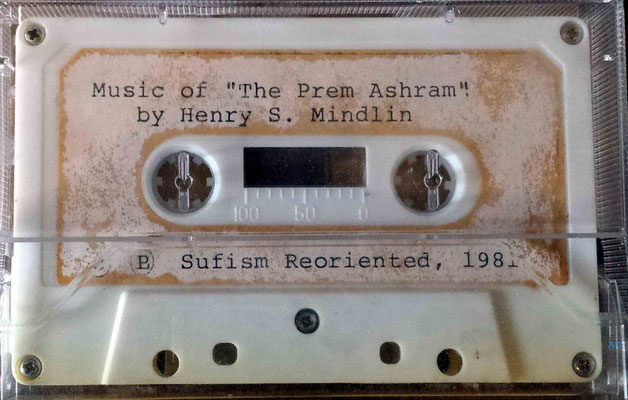 Music of "The Prem Ashram"
by Henry S. Mindlin
100 50 0
Ⓟ Sufism Reoriented, 1981